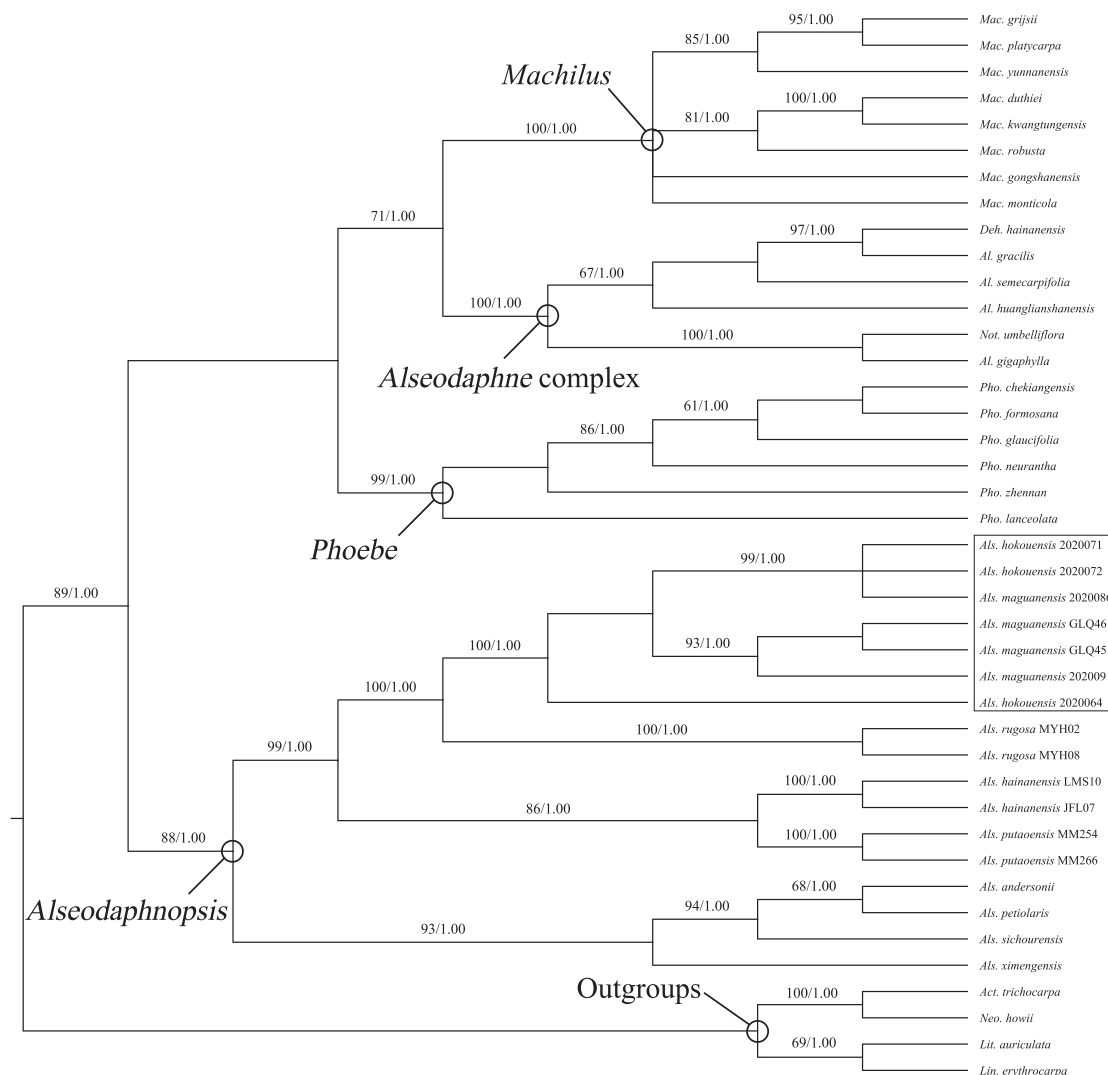 95/1.00
Mac. grijsii
85/1.00
Mac. platycarpa
Machilus
Mac. yunnanensis
100/1.00
Mac. duthiei
81/1.00
Mac. kwangtungensis
100/1.00
Mac. robusta
Mac. gongshanensis
Mac. monticola
71/1.00
97/1.00
Deh. hainanensis
Al. gracilis
67/1.00
Al. semecarpifolia
100/1.00
Al. huanglianshanensis
100/1.00
Not. umbelliflora
Al. gigaphylla
Alseodaphne complex
Pho. chekiangensis
61/1.00
Pho. formosana
86/1.00
Pho. glaucifolia
Pho. neurantha
99/1.00
Pho. zhennan
Pho. lanceolata
Phoebe
Als. hokouensis 2020071
99/1.00
Als. hokouensis 2020072
89/1.00
Als. maguanensis 202008
Als. maguanensis GLQ46
93/1.00
Als. maguanensis GLQ45
100/1.00
Als. maguanensis 202009
100/1.00
Als. hokouensis 2020064
100/1.00
Als. rugosa MYH02
99/1.00
Als. rugosa MYH08
100/1.00
Als. hainanensis LMS10
86/1.00
Als. hainanensis JFL07
88/1.00
100/1.00
Als. putaoensis MM254
Als. putaoensis MM266
68/1.00
Als. andersonii
Alseodaphnopsis
94/1.00
Als. petiolaris
93/1.00
Als. sichourensis
Als. ximengensis
Outgroups
100/1.00
Act. trichocarpa
Neo. howii
69/1.00
Lit. auriculata
Lin. erythrocarpa